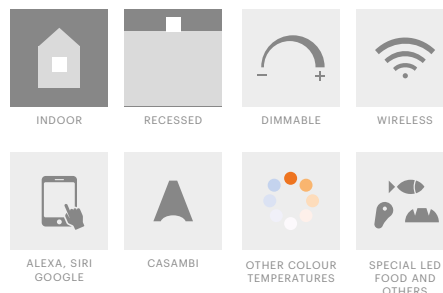 INDOOR
RECESSED
DIMMABLE
WIRELESS
ALEXA, SIRI
GOOGLE
CASAMBI
OTHER COLOUR
TEMPERATURES
SPECIAL LED
FOOD AND
OTHERS